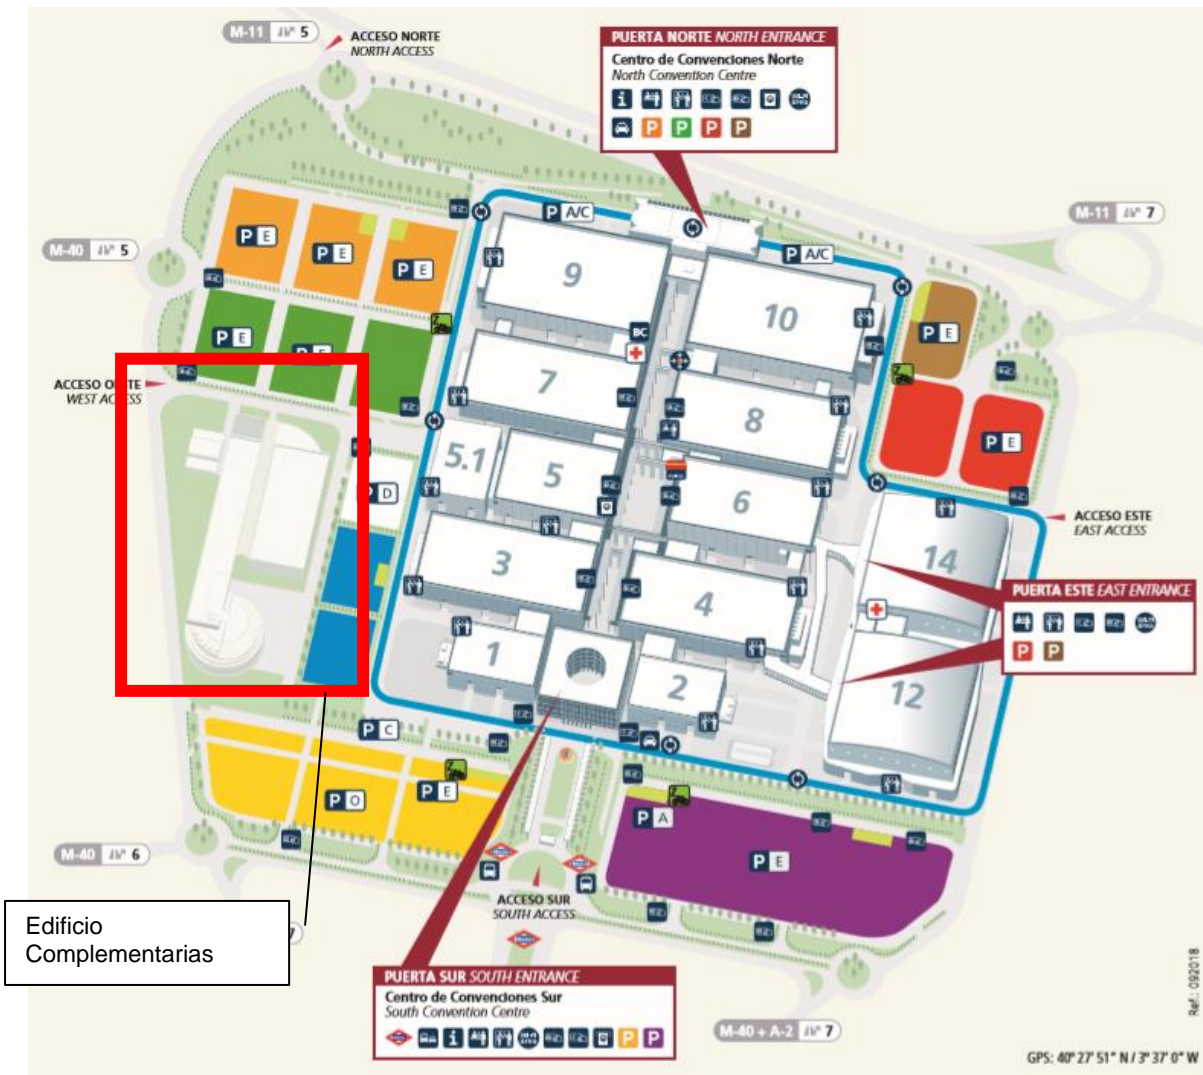 M-11 5
ACCESO NORTE
NORTH ACCESS
PUERTA NORTE NORTH ENTRANCE
Centro de Convenciones Norte
North Convention Centre
P P P P
M-11 7
M-40 5
P A/C
P A/C
P E
P E
P E
P E
P E
9
10
BC
7
8
P E
P E
ACCESO
WEST ACCESS
5.1
5
6
P D
ACCESO ESTE
EAST ACCESS
3
4
14
PUERTA ESTE EAST ENTRANCE
P P
1
2
12
P C
P O
P E
P A
P E
M-40 6
ACCESO SUR
SOUTH ACCESS
Edificio
Complementarias
PUERTA SUR SOUTH ENTRANCE
Centro de Convenciones Sur
South Convention Centre
P P
M-40 + A-2 7
Ref.: 092018
GPS: 40º 27' 51" N / 3º 37' 0" W